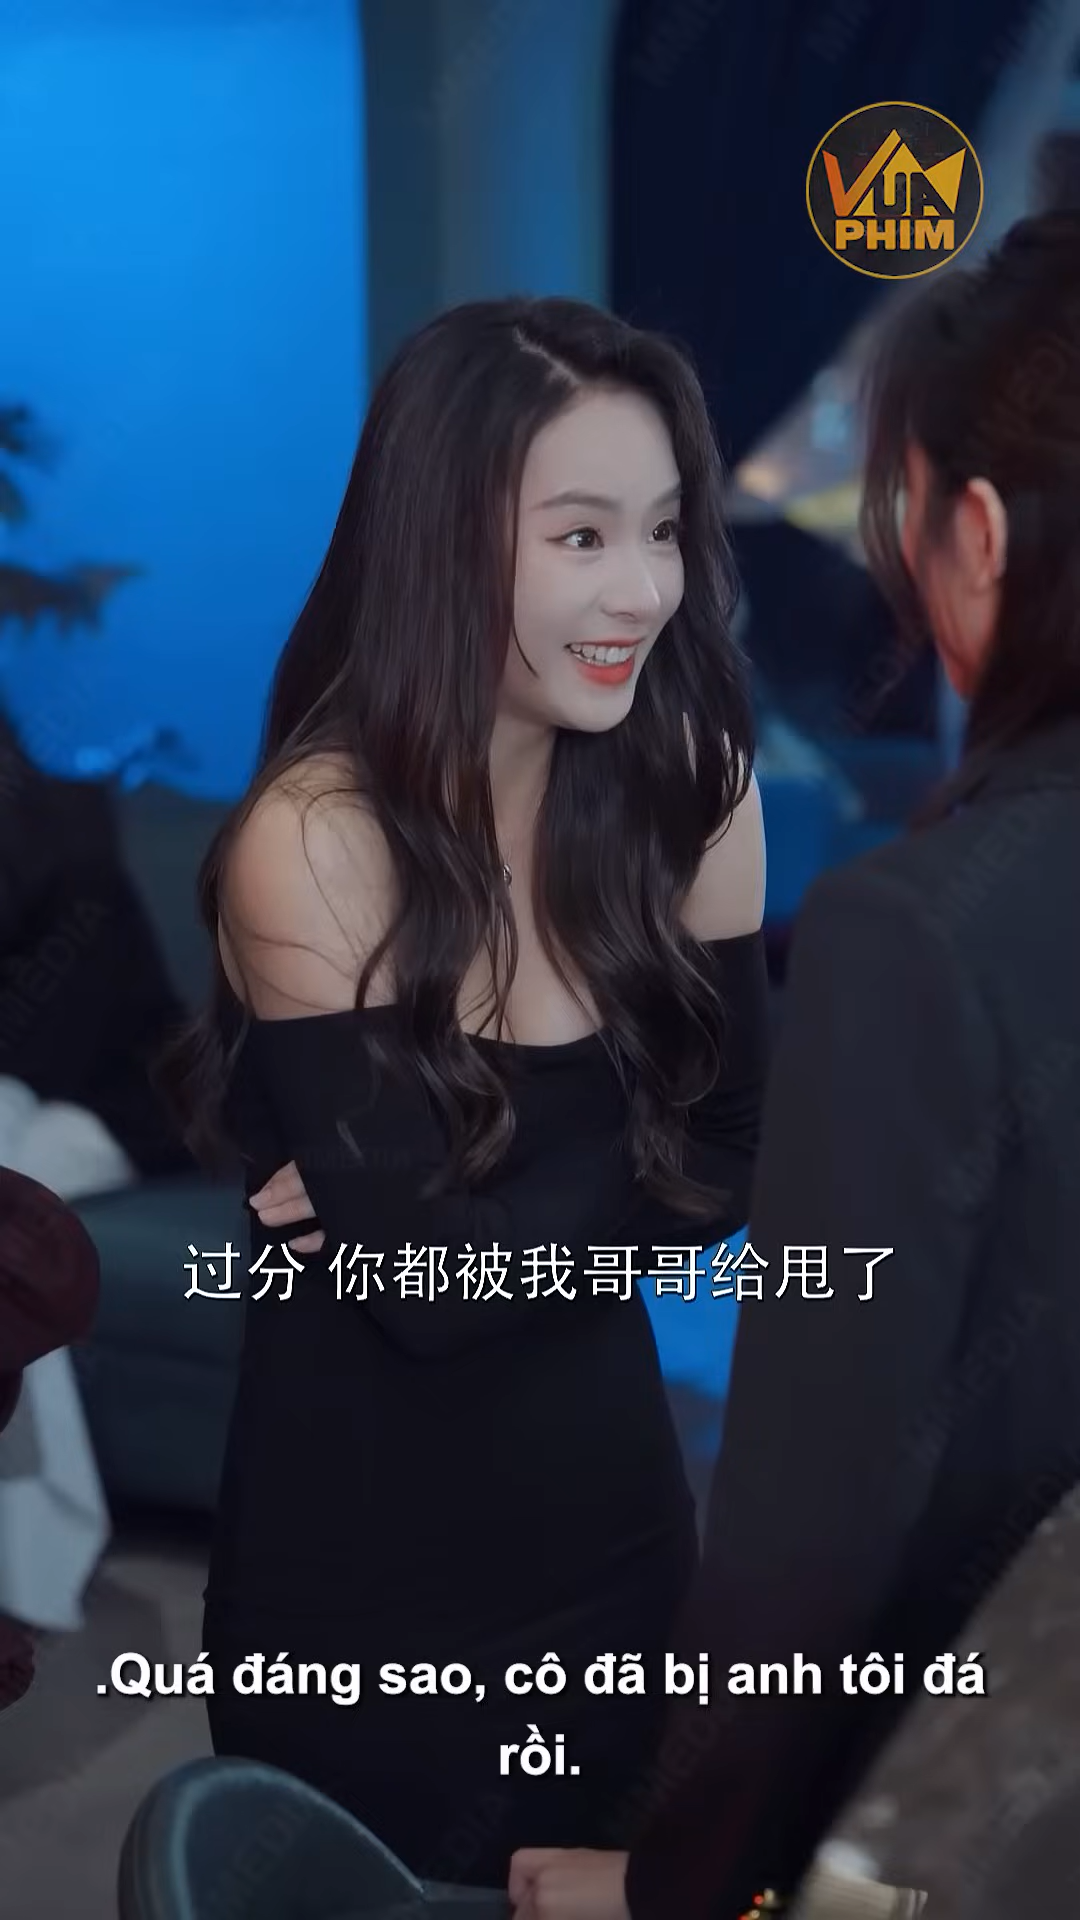 VUA
PHIM
过分 你都被我哥哥给甩了
.Quá đáng sao, cô đã bị anh tôi đá
rồi.
MMEDIA